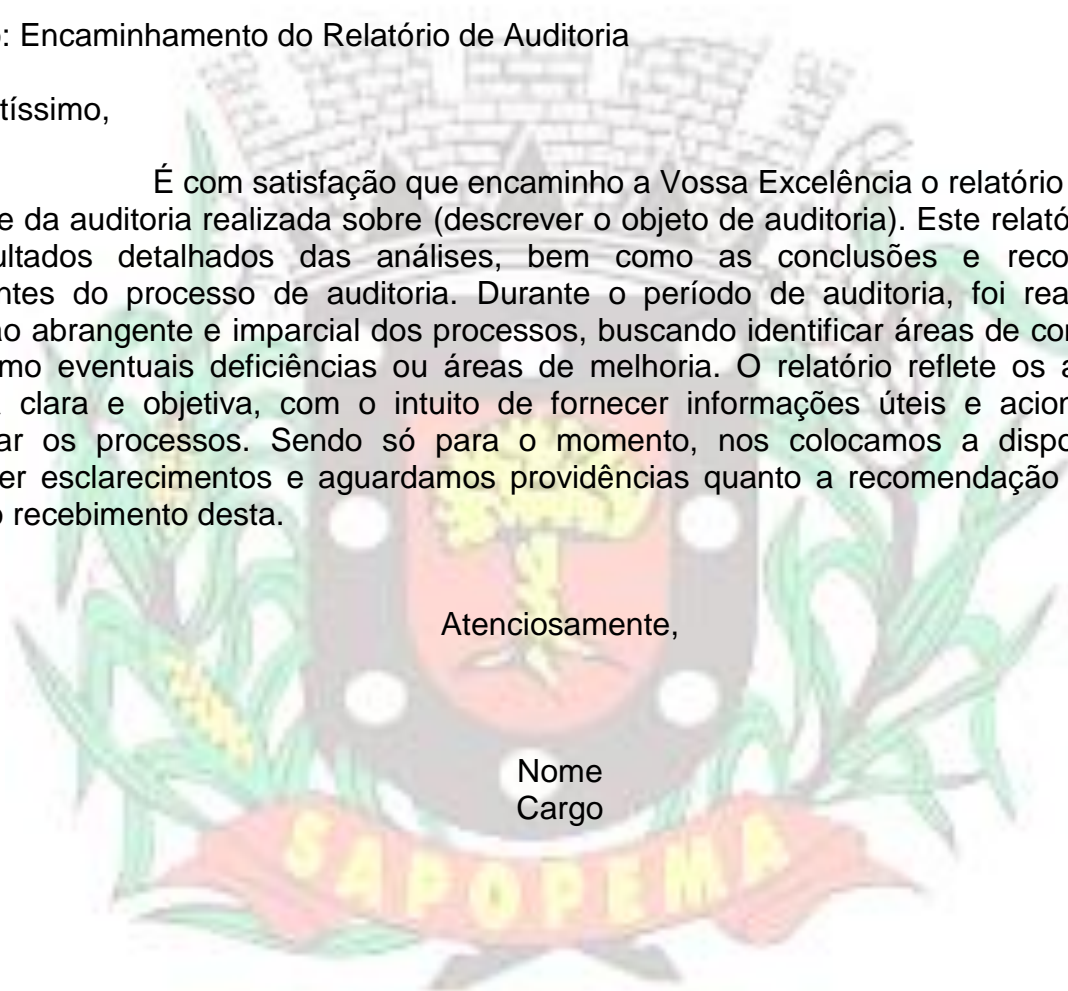 : Encaminhamento do Relatório de Auditoria
tíssimo,
É com satisfação que encaminho a Vossa Excelência o relatório
e da auditoria realizada sobre (descrever o objeto de auditoria). Este relató
ultados detalhados das análises, bem como as conclusões e reco
ntes do processo de auditoria. Durante o período de auditoria, foi rea
ão abrangente e imparcial dos processos, buscando identificar áreas de co
mo eventuais deficiências ou áreas de melhoria. O relatório reflete os a
clara e objetiva, com o intuito de fornecer informações úteis e acion
ar os processos. Sendo só para o momento, nos colocamos a dispo
er esclarecimentos e aguardamos providências quanto a recomendação
o recebimento desta.
Atenciosamente,
Nome
Cargo
SAPOPEMA